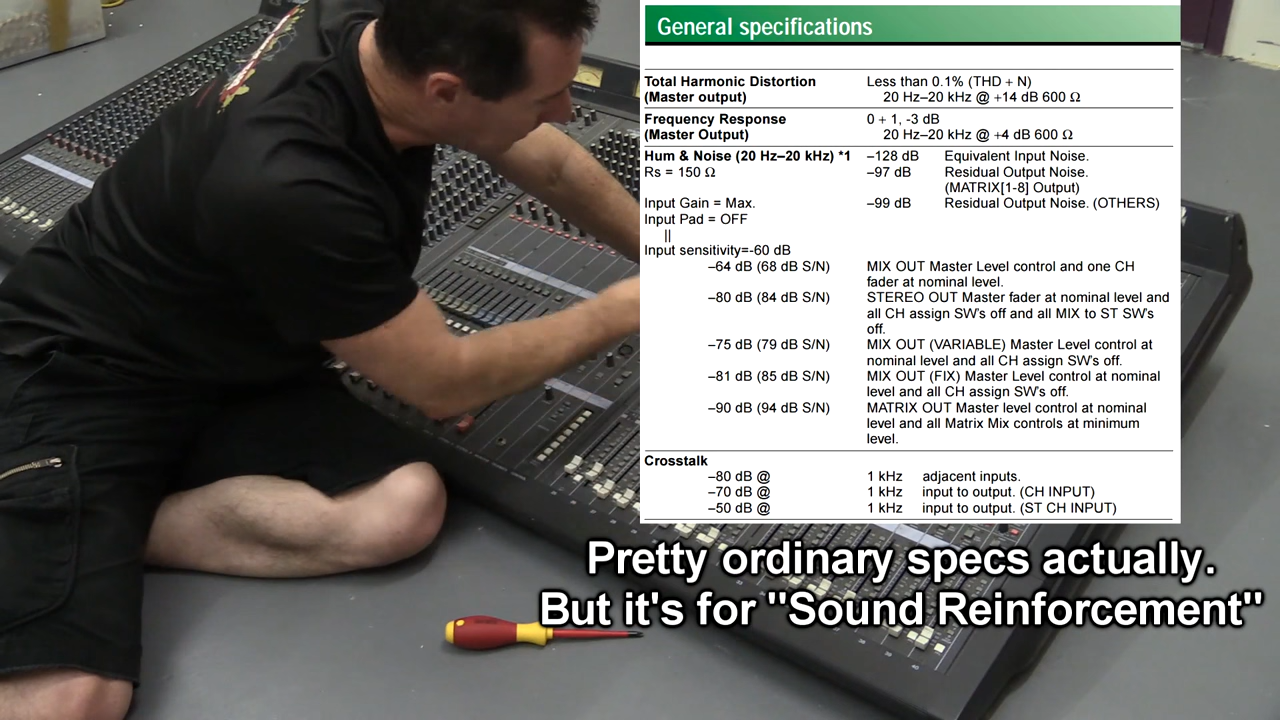 General specifications
Total Harmonic Distortion Less than 0.1% (THD + N)
(Master output) 20 Hz–20 kHz @ +14 dB 600 Ω
Frequency Response 0 + 1, -3 dB
(Master Output) 20 Hz–20 kHz @ +4 dB 600 Ω
Hum & Noise (20 Hz–20 kHz) *1 –128 dB Equivalent Input Noise.
Rs = 150 Ω –97 dB Residual Output Noise.
(MATRIX[1-8] Output)
Input Gain = Max. –99 dB Residual Output Noise. (OTHERS)
Input Pad = OFF
||
Input sensitivity=-60 dB
–64 dB (68 dB S/N) MIX OUT Master Level control and one CH
fader at nominal level.
–80 dB (84 dB S/N) STEREO OUT Master fader at nominal level and
all CH assign SW's off and all MIX to ST SW's
off.
–75 dB (79 dB S/N) MIX OUT (VARIABLE) Master Level control at
nominal level and all CH assign SW's off.
–81 dB (85 dB S/N) MIX OUT (FIX) Master Level control at nominal
level and all CH assign SW's off.
–90 dB (94 dB S/N) MATRIX OUT Master level control at nominal
level and all Matrix Mix controls at minimum
level.
Crosstalk
–80 dB @ 1 kHz adjacent inputs.
–70 dB @ 1 kHz input to output. (CH INPUT)
–50 dB @ 1 kHz input to output. (ST CH INPUT)
Pretty ordinary specs actually.
But it's for "Sound Reinforcement"